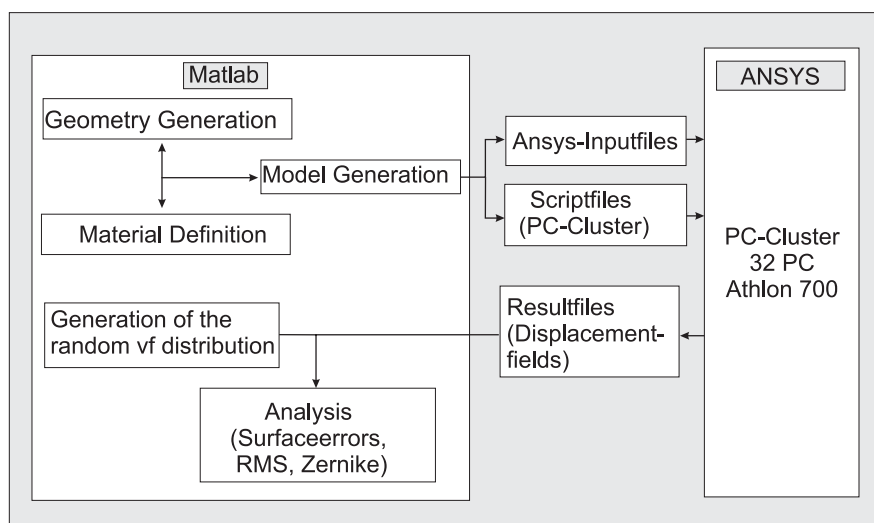 Matlab
Geometry Generation
Model Generation
Material Definition
Generation of the
random vf distribution
Analysis
(Surfaceerrors,
RMS, Zernike)
Ansys-Inputfiles
Scriptfiles
(PC-Cluster)
Resultfiles
(Displacement-
fields)
ANSYS
PC-Cluster
32 PC
Athlon 700